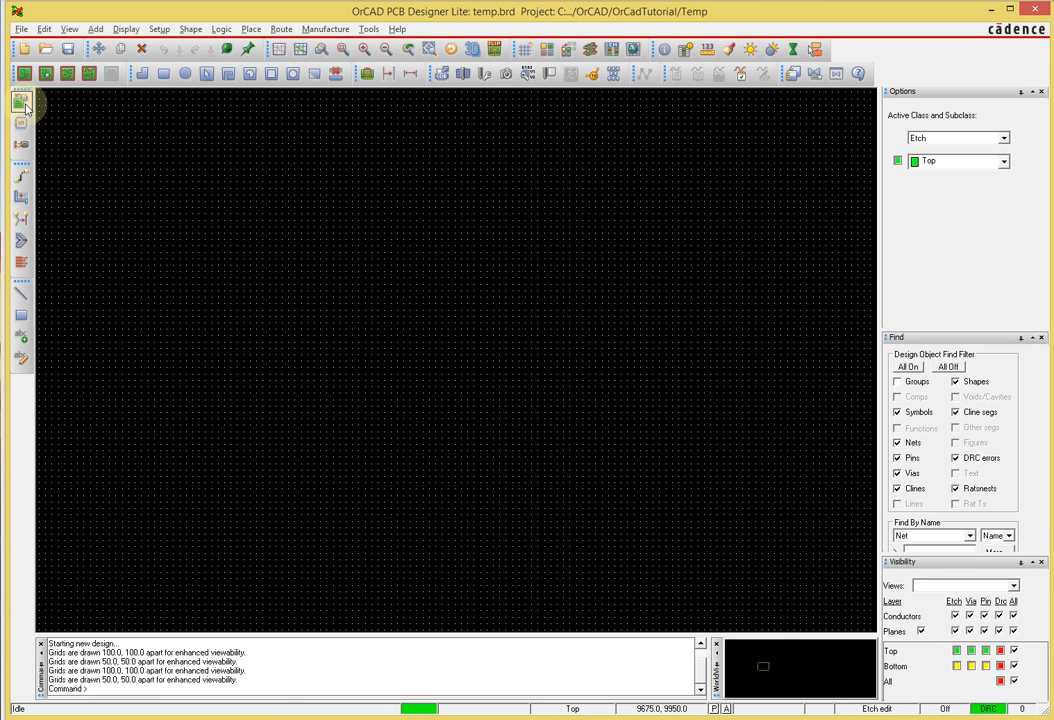 OrCAD PCB Designer Lite: temp.brd Project: C:.../OrCAD/OrCadTutorial/Temp
File Edit View Add Display Setup Shape Logic Place Route Manufacture Tools Help
cādence
Options
Active Class and Subclass:
Etch
Top
Find
Design Object Find Filter
All On All Off
Groups Shapes
Comps Voids/Cavities
Symbols Cline segs
Functions Other segs
Nets Figures
Pins DRC errors
Vias Text
Clines Ratsnests
Lines Rat Ts
Find By Name
Net Name
>
Visibility
Views:
Layer Etch Via Pin Drc All
Conductors
Planes
Top
Bottom
All
Starting new design...
Grids are drawn 100.0, 100.0 apart for enhanced viewability.
Grids are drawn 50.0, 50.0 apart for enhanced viewability.
Grids are drawn 100.0, 100.0 apart for enhanced viewability.
Grids are drawn 50.0, 50.0 apart for enhanced viewability.
Command >
Idle Top 9675.0, 9950.0 P A Etch edit Off DRC 0